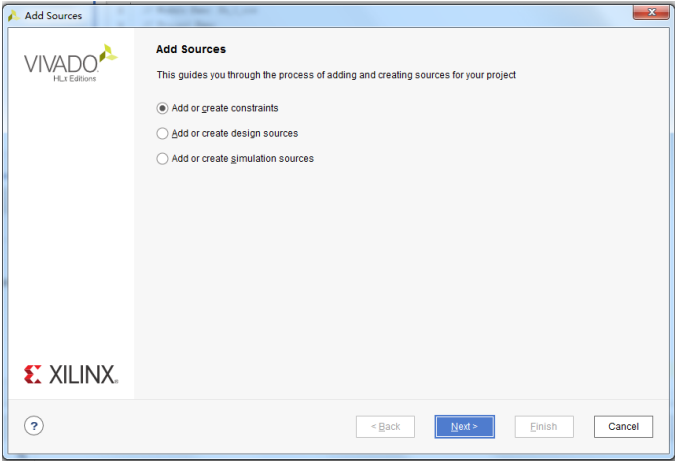 Add Sources
VIVADO
HLx Editions
Add Sources
This guides you through the process of adding and creating sources for your project
Add or create constraints
Add or create design sources
Add or create simulation sources
XILINX
?
< Back
Next >
Finish
Cancel